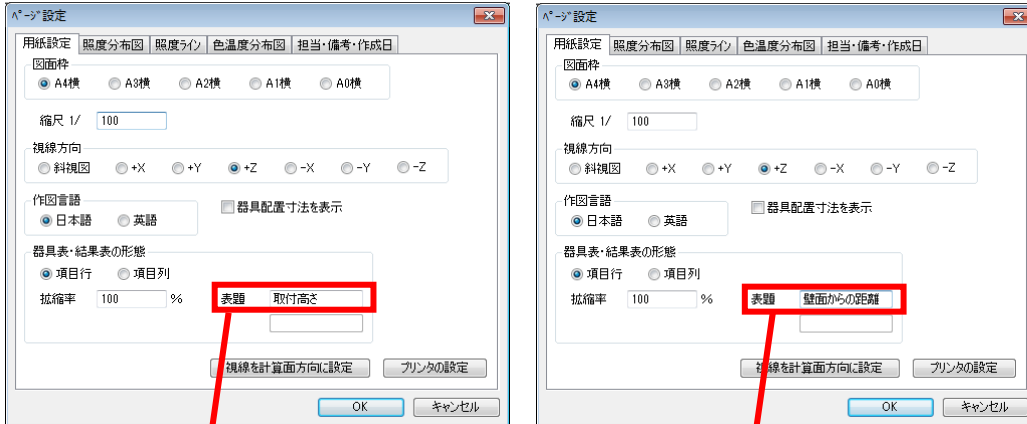 ﾍﾟｰｼﾞ設定
用紙設定 照度分布図 照度ﾗｲﾝ 色温度分布図 担当･備考･作成日
図面枠
A4横 A3横 A2横 A1横 A0横
縮尺 1/ 100
視線方向
斜視図 +X +Y +Z -X -Y -Z
作図言語
日本語 英語
器具配置寸法を表示
器具表･結果表の形態
項目行 項目列
拡縮率 100 % 表題 取付高さ
視線を計算面方向に設定 プリンタの設定
OK キャンセル
ﾍﾟｰｼﾞ設定
用紙設定 照度分布図 照度ﾗｲﾝ 色温度分布図 担当･備考･作成日
図面枠
A4横 A3横 A2横 A1横 A0横
縮尺 1/ 100
視線方向
斜視図 +X +Y +Z -X -Y -Z
作図言語
日本語 英語
器具配置寸法を表示
器具表･結果表の形態
項目行 項目列
拡縮率 100 % 表題 壁面からの距離
視線を計算面方向に設定 プリンタの設定
OK キャンセル